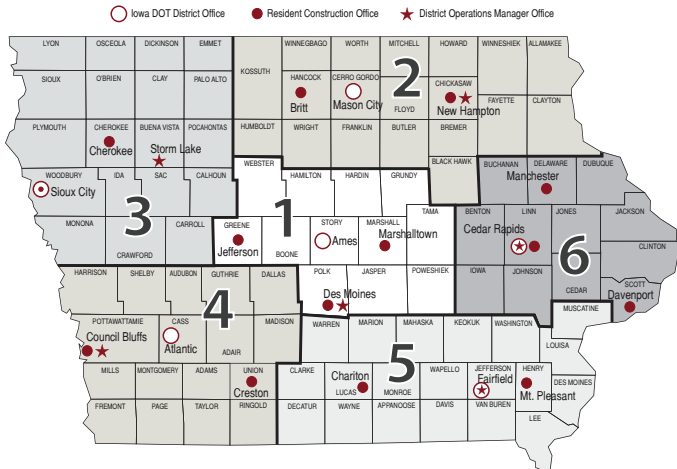 Iowa DOT District Office Resident Construction Office District Operations Manager Office
LYON OSCEOLA DICKINSON EMMET
SIOUX O'BRIEN CLAY PALO ALTO
PLYMOUTH CHEROKEE BUENA VISTA POCAHONTAS
Cherokee Storm Lake
WOODBURY IDA SAC CALHOUN
Sioux City
3
MONONA CRAWFORD CARROLL
KOSSUTH WINNEBAGO WORTH MITCHELL HOWARD WINNESHIEK ALLAMAKEE
HANCOCK CERRO GORDO 2 CHICKASAW
Britt Mason City New Hampton
FLOYD FAYETTE CLAYTON
HUMBOLDT WRIGHT FRANKLIN BUTLER BREMER
BLACK HAWK
WEBSTER HAMILTON HARDIN GRUNDY
1
TAMA
GREENE BOONE STORY MARSHALL
Jefferson Ames Marshalltown
POLK JASPER POWESHIEK
Des Moines
BUCHANAN DELAWARE DUBUQUE
Manchester
BENTON LINN JONES JACKSON
Cedar Rapids
6
CLINTON
IOWA JOHNSON CEDAR SCOTT
Davenport
MUSCATINE
HARRISON SHELBY AUDUBON GUTHRIE DALLAS
4
POTTAWATTAMIE CASS ADAIR MADISON
Council Bluffs Atlantic
MILLS MONTGOMERY ADAMS UNION
Creston
FREMONT PAGE TAYLOR RINGOLD
WARREN MARION MAHASKA KEOKUK WASHINGTON
LOUISA
5
CLARKE LUCAS MONROE WAPELLO JEFFERSON HENRY DES MOINES
Chariton Fairfield Mt. Pleasant
DECATUR WAYNE APPANOOSE DAVIS VAN BUREN LEE